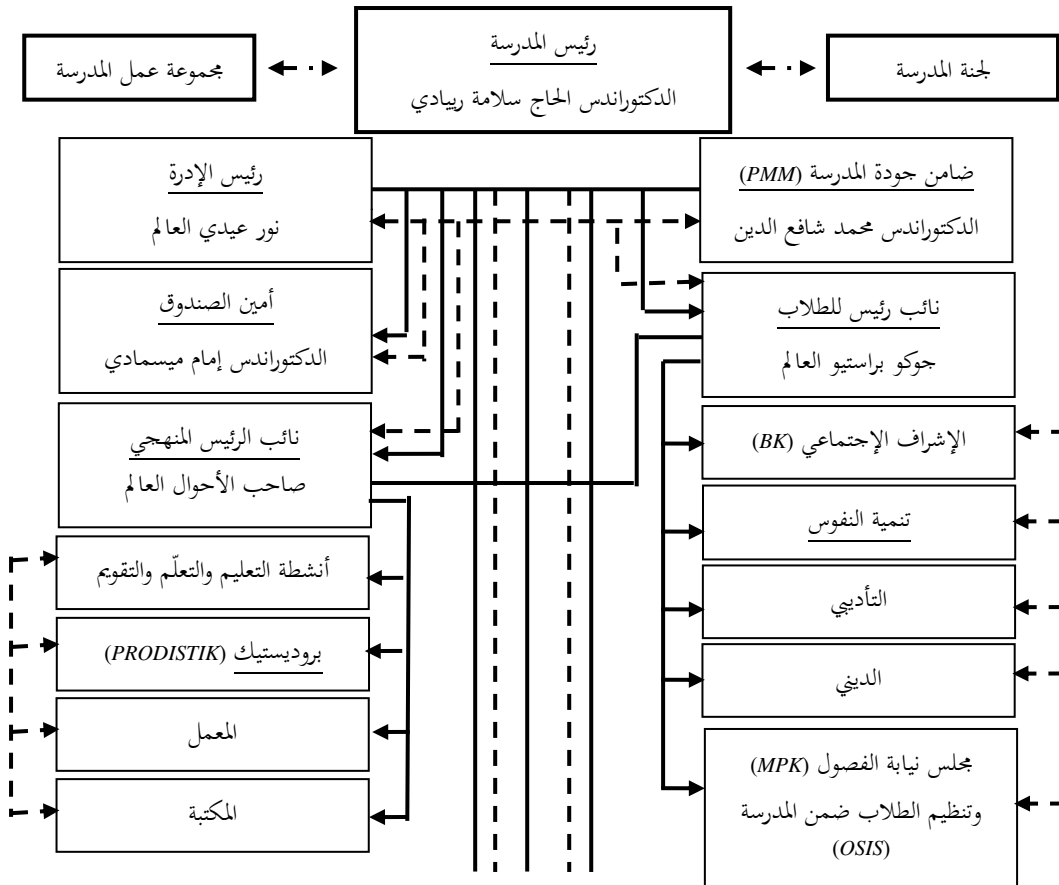 رئيس المدرسة
الدكتوراندس الحاج سلامة رييادي
لجنة المدرسة
مجموعة عمل المدرسة
ضامن جودة المدرسة (PMM)
الدكتوراندس محمد شافع الدين
رئيس الإدرة
نور عيدي العالم
نائب رئيس للطلاب
جوكو براستيو العالم
أمين الصندوق
الدكتوراندس إمام ميسمادي
الإشراف الإجتماعي (BK)
نائب الرئيس المنهجي
صاحب الأحوال العالم
تنمية النفوس
أنشطة التعليم والتعلّم والتقويم
التأديبي
بروديستيك (PRODISTIK)
الديني
المعمل
مجلس نيابة الفصول (MPK)
وتنظيم الطلاب ضمن المدرسة
(OSIS)
المكتبة